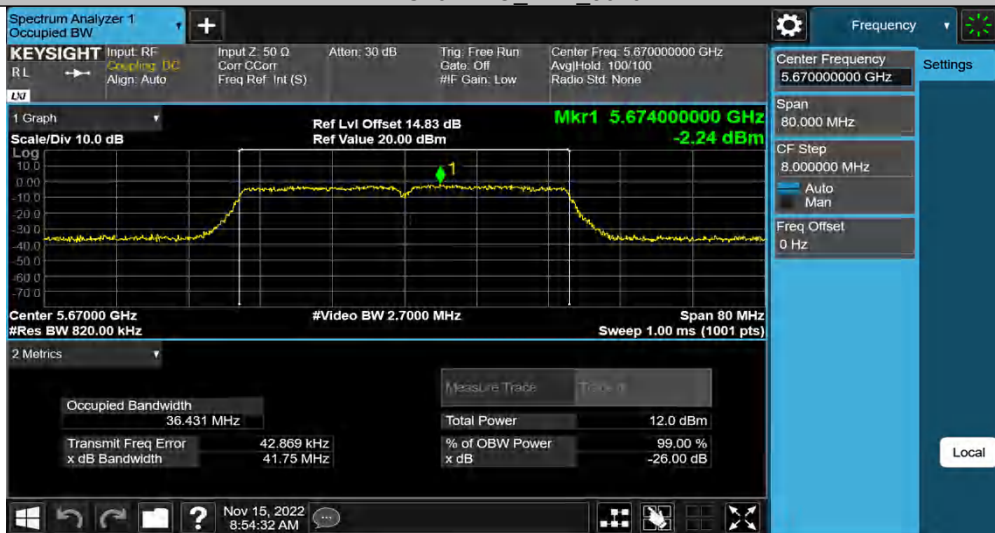 Spectrum Analyzer 1
Occupied BW
Frequency
KEYSIGHT
RL
LXI
Input: RF
Coupling: DC
Align: Auto
Input Z: 50 Ω
Corr CCorr
Freq Ref: Int (S)
Atten: 30 dB
Trig: Free Run
Gate: Off
#IF Gain: Low
Center Freq: 5.670000000 GHz
Avg|Hold: 100/100
Radio Std: None
Center Frequency
5.670000000 GHz
Settings
Span
80.000 MHz
CF Step
8.000000 MHz
Auto
Man
Freq Offset
0 Hz
Local
1 Graph
Scale/Div 10.0 dB
Ref Lvl Offset 14.83 dB
Ref Value 20.00 dBm
Mkr1 5.674000000 GHz
-2.24 dBm
Log
10.0
0.00
-10.0
-20.0
-30.0
-40.0
-50.0
-60.0
-70.0
1
Center 5.67000 GHz
#Video BW 2.7000 MHz
Span 80 MHz
#Res BW 820.00 kHz
Sweep 1.00 ms (1001 pts)
2 Metrics
Measure Trace
Occupied Bandwidth
36.431 MHz
Total Power 12.0 dBm
Transmit Freq Error 42.869 kHz
% of OBW Power 99.00 %
x dB Bandwidth 41.75 MHz
x dB -26.00 dB
Nov 15, 2022
8:54:32 AM